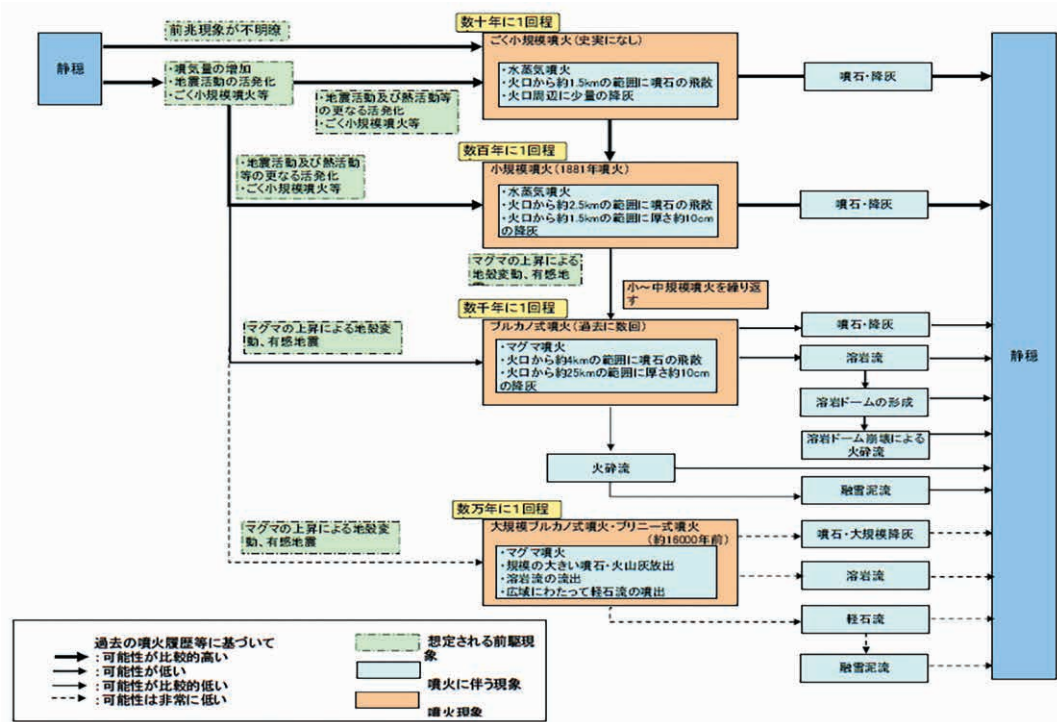 静穏
前兆現象が不明瞭
・噴気量の増加
・地震活動の活発化
・ごく小規模噴火等
・地震活動及び熱活動等
の更なる活発化
・ごく小規模噴火等
数十年に1回程
ごく小規模噴火(史実になし)
・水蒸気噴火
・火口から約1.5kmの範囲に噴石の飛散
・火口周辺に少量の降灰
噴石・降灰
静穏
・地震活動及び熱活動
等の更なる活発化
・ごく小規模噴火等
数百年に1回程
小規模噴火(1881年噴火)
・水蒸気噴火
・火口から約2.5kmの範囲に噴石の飛散
・火口から約1.5kmの範囲に厚さ約10cm
の降灰
噴石・降灰
マグマの上昇による
地殻変動、有感地
小～中規模噴火を繰り返
す
マグマの上昇による地殻変
動、有感地震
数千年に1回程
ブルカノ式噴火(過去に数回)
・マグマ噴火
・火口から約4kmの範囲に噴石の飛散
・火口から約25kmの範囲に厚さ約10cm
の降灰
噴石・降灰
溶岩流
溶岩ドームの形成
溶岩ドーム崩壊による
火砕流
火砕流
融雪泥流
マグマの上昇による地殻変
動、有感地震
数万年に1回程
大規模ブルカノ式噴火・プリニー式噴火
(約16000年前)
・マグマ噴火
・規模の大きい噴石・火山灰放出
・溶岩流の流出
・広域にわたって軽石流の噴出
噴石・大規模降灰
溶岩流
軽石流
融雪泥流
過去の噴火履歴等に基づいて
：可能性が比較的高い
：可能性が低い
：可能性が比較的低い
：可能性は非常に低い
想定される前駆現
象
噴火に伴う現象
噴火現象